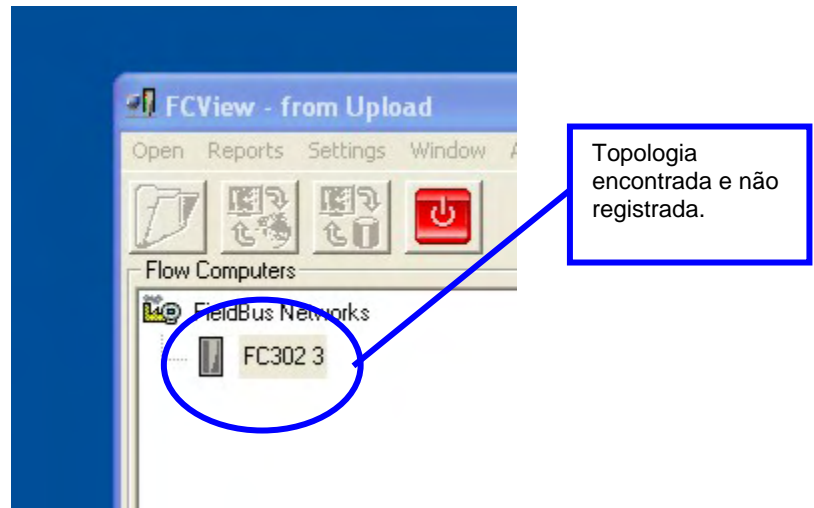 FCView - from Upload
Open Reports Settings Window
Topologia
encontrada e não
registrada.
Flow Computers
FieldBus Networks
FC302 3